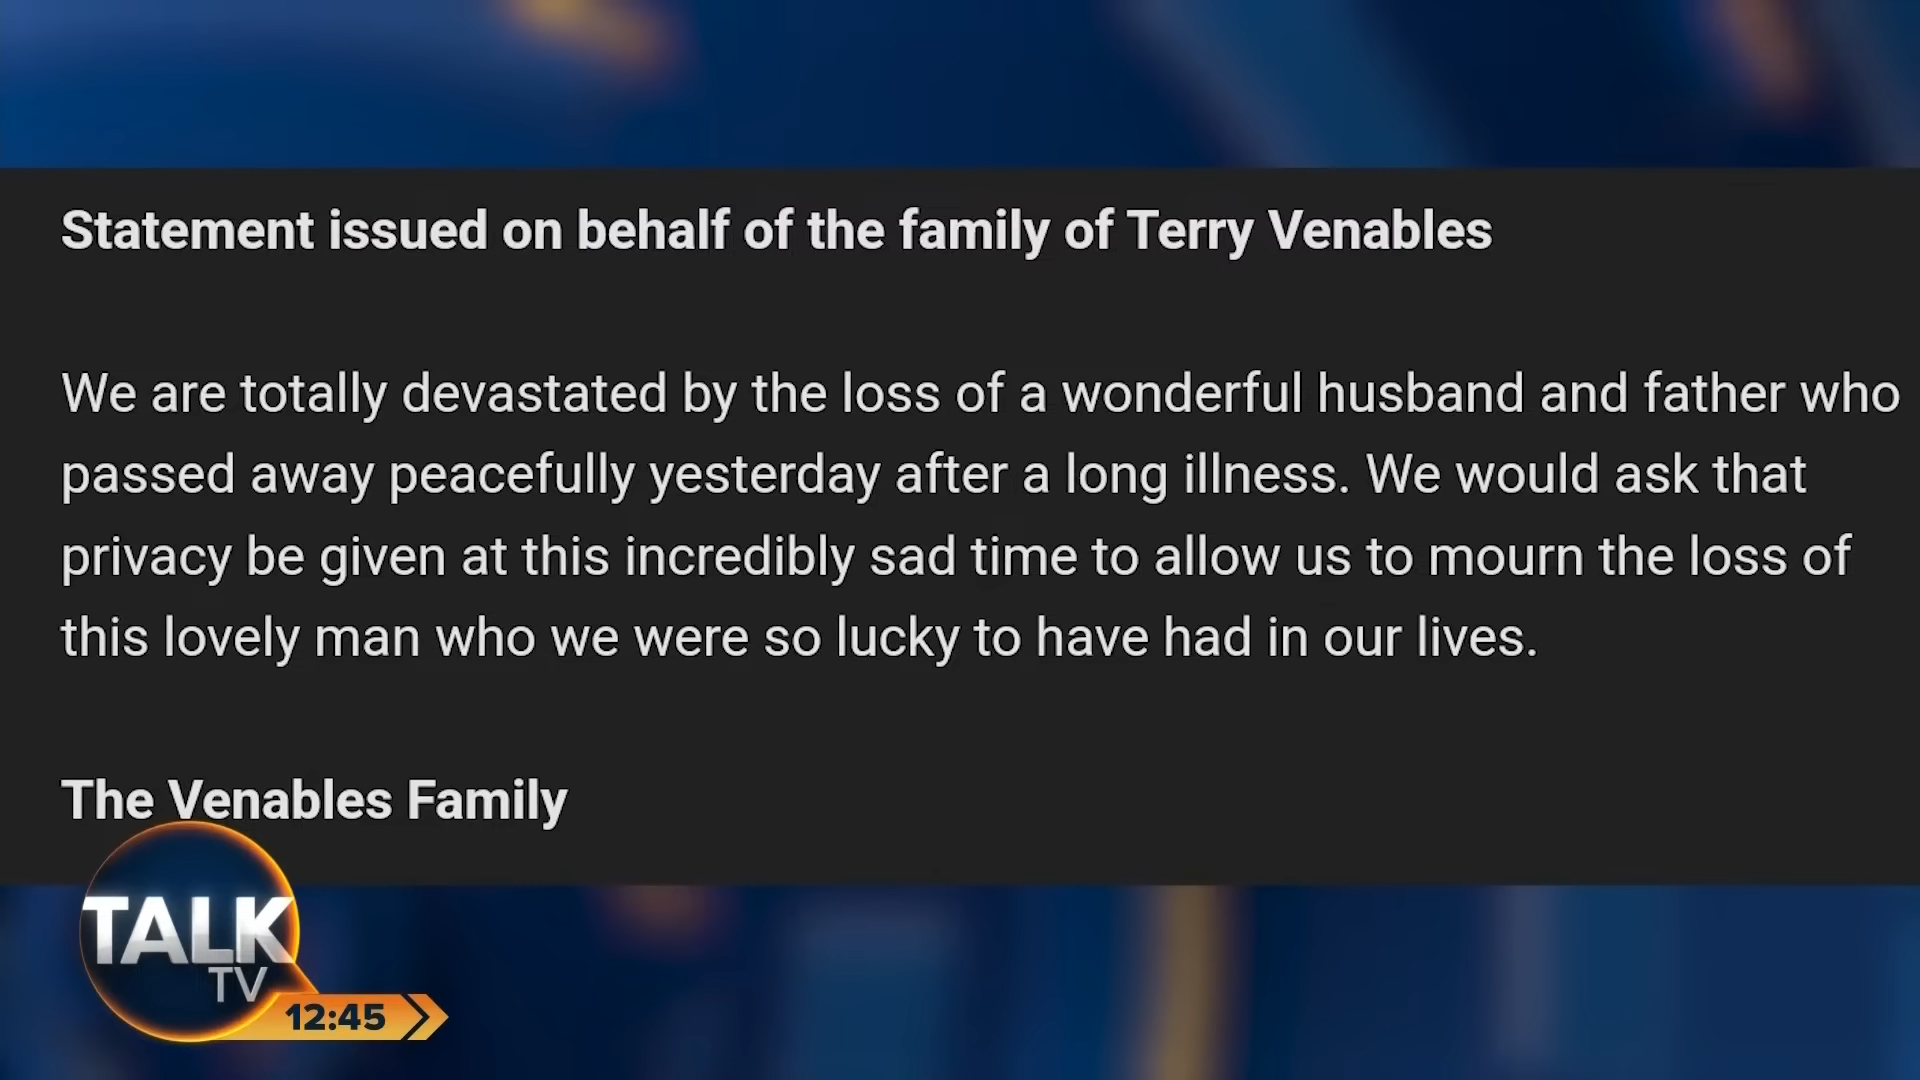 Statement issued on behalf of the family of Terry Venables
We are totally devastated by the loss of a wonderful husband and father who
passed away peacefully yesterday after a long illness. We would ask that
privacy be given at this incredibly sad time to allow us to mourn the loss of
this lovely man who we were so lucky to have had in our lives.
The Venables Family
TALK
TV
12:45